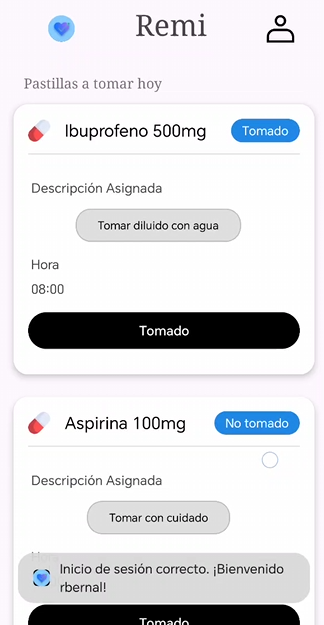 Remi
Pastillas a tomar hoy
Ibuprofeno 500mg
Tomado
Descripción Asignada
Tomar diluido con agua
Hora
08:00
Tomado
Aspirina 100mg
No tomado
Descripción Asignada
Tomar con cuidado
Hora
Inicio de sesión correcto. ¡Bienvenido
rbernal!
Tomado